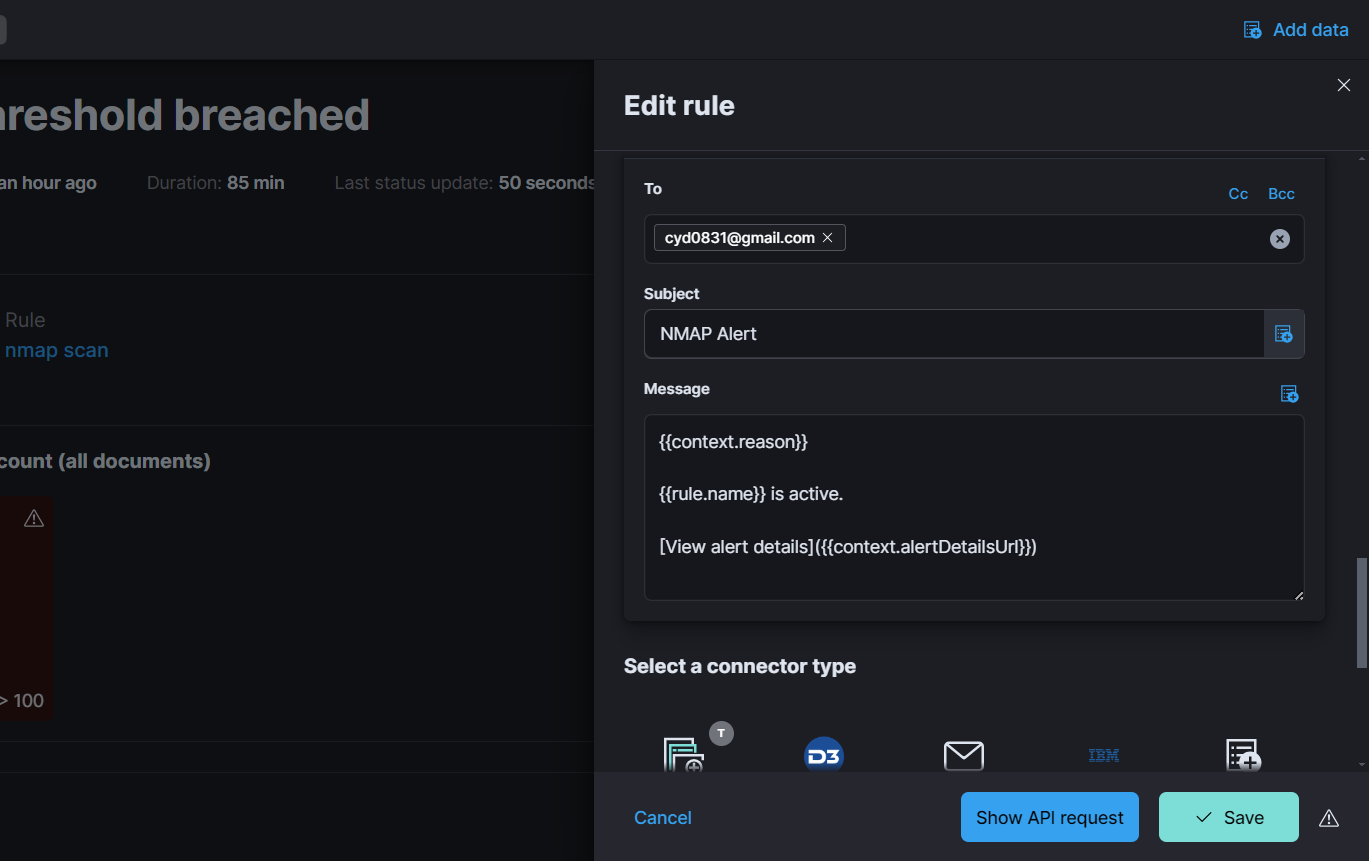 Add data
hreshold breached
an hour ago Duration: 85 min Last status update: 50 seconds
Rule
nmap scan
count (all documents)
> 100
Edit rule
To
Cc Bcc
cyd0831@gmail.com
Subject
NMAP Alert
Message
{{context.reason}}
{{rule.name}} is active.
[View alert details]({{context.alertDetailsUrl}})
Select a connector type
T
D3
IBM
Cancel
Show API request
Save